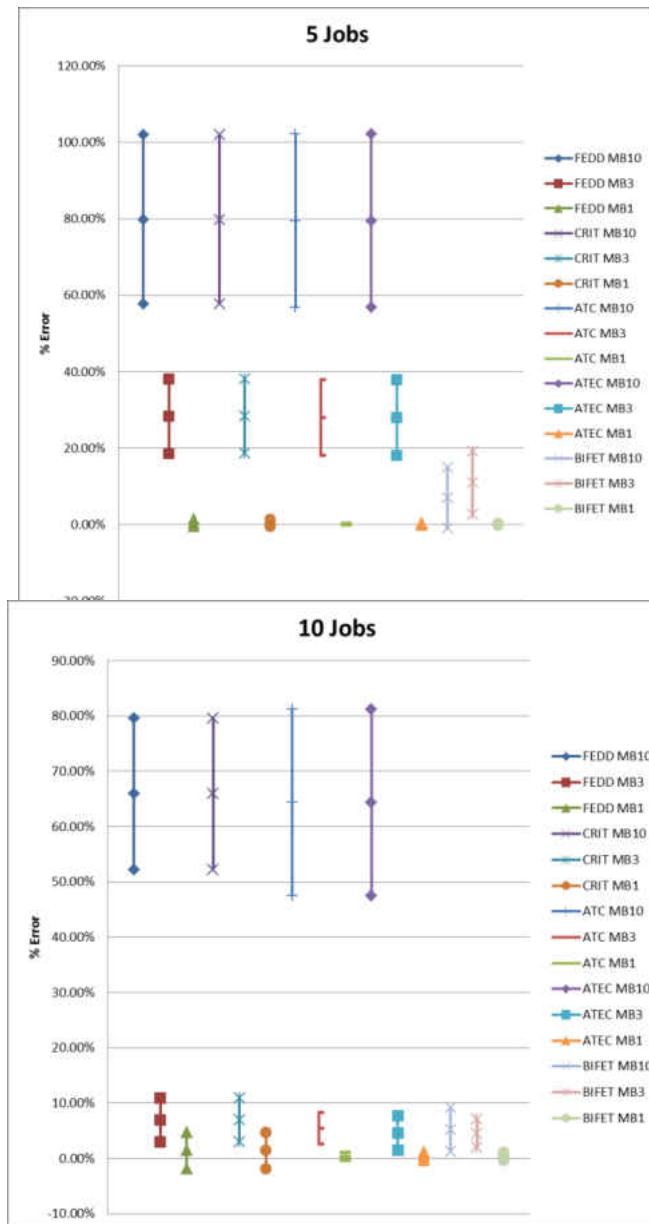 5 Jobs
120.00%
100.00%
80.00%
60.00%
40.00%
20.00%
0.00%
% Error
FEDD MB10
FEDD MB3
FEDD MB1
CRIT MB10
CRIT MB3
CRIT MB1
ATC MB10
ATC MB3
ATC MB1
ATEC MB10
ATEC MB3
ATEC MB1
BIFET MB10
BIFET MB3
BIFET MB1
10 Jobs
90.00%
80.00%
70.00%
60.00%
50.00%
40.00%
30.00%
20.00%
10.00%
0.00%
-10.00%
% Error
FEDD MB10
FEDD MB3
FEDD MB1
CRIT MB10
CRIT MB3
CRIT MB1
ATC MB10
ATC MB3
ATC MB1
ATEC MB10
ATEC MB3
ATEC MB1
BIFET MB10
BIFET MB3
BIFET MB1